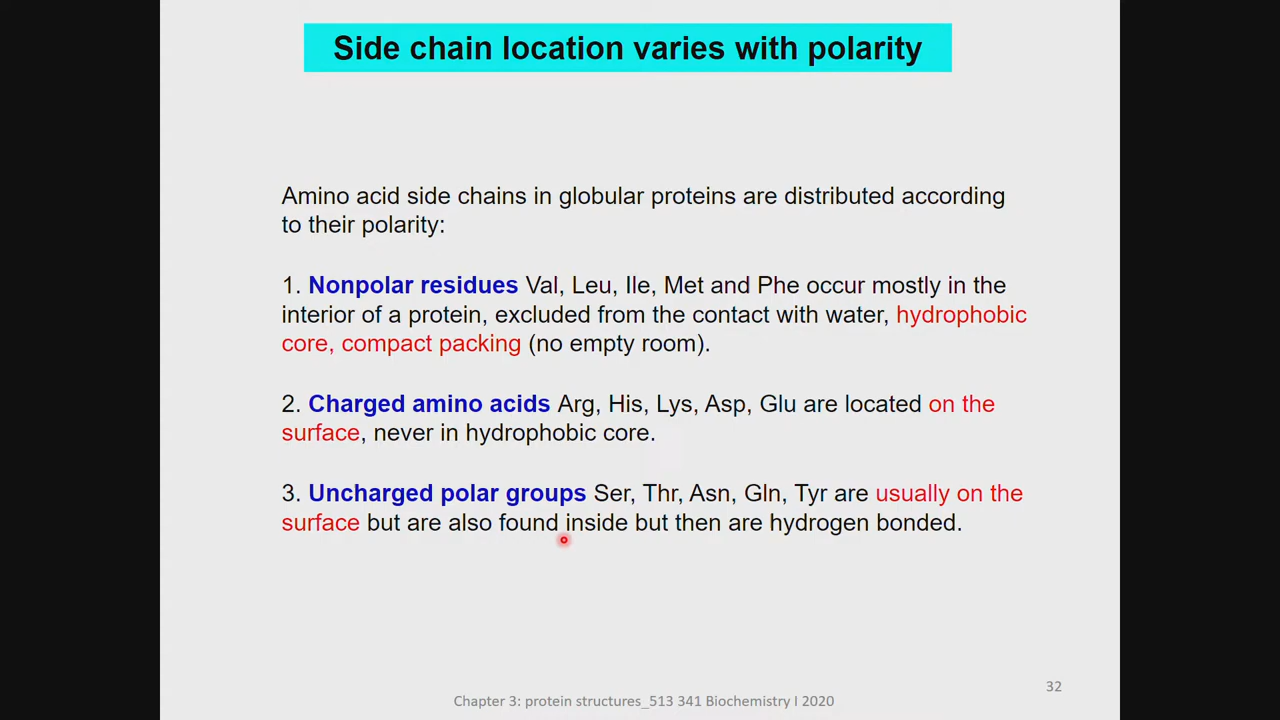 Side chain location varies with polarity
Amino acid side chains in globular proteins are distributed according
to their polarity:
1. Nonpolar residues Val, Leu, Ile, Met and Phe occur mostly in the
interior of a protein, excluded from the contact with water, hydrophobic
core, compact packing (no empty room).
2. Charged amino acids Arg, His, Lys, Asp, Glu are located on the
surface, never in hydrophobic core.
3. Uncharged polar groups Ser, Thr, Asn, Gln, Tyr are usually on the
surface but are also found inside but then are hydrogen bonded.
32
Chapter 3: protein structures_513 341 Biochemistry I 2020